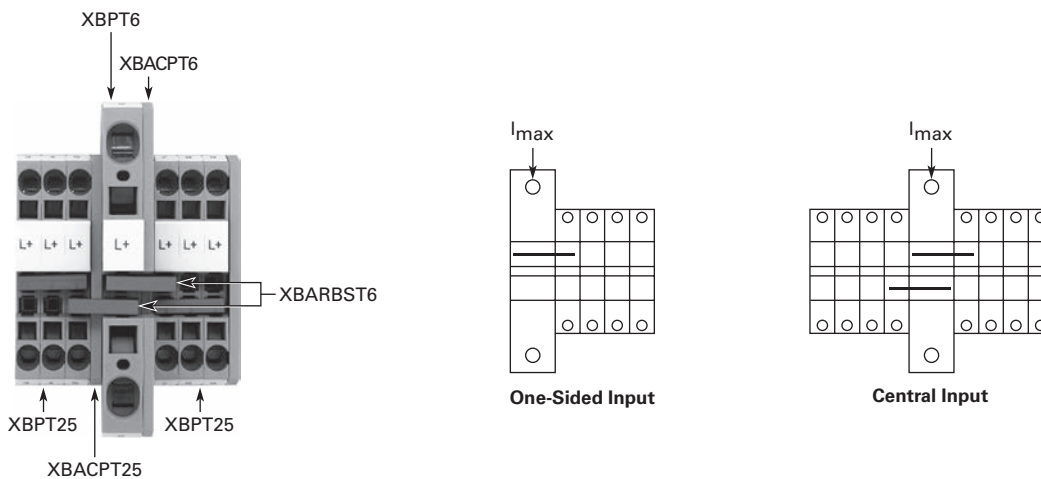 XBPT6
XBACPT6
L+ L+ L+ L+ L+ L+ L+
XBARBST6
XBPT25
XBPT25
XBACPT25
Imax
One-Sided Input
Imax
Central Input